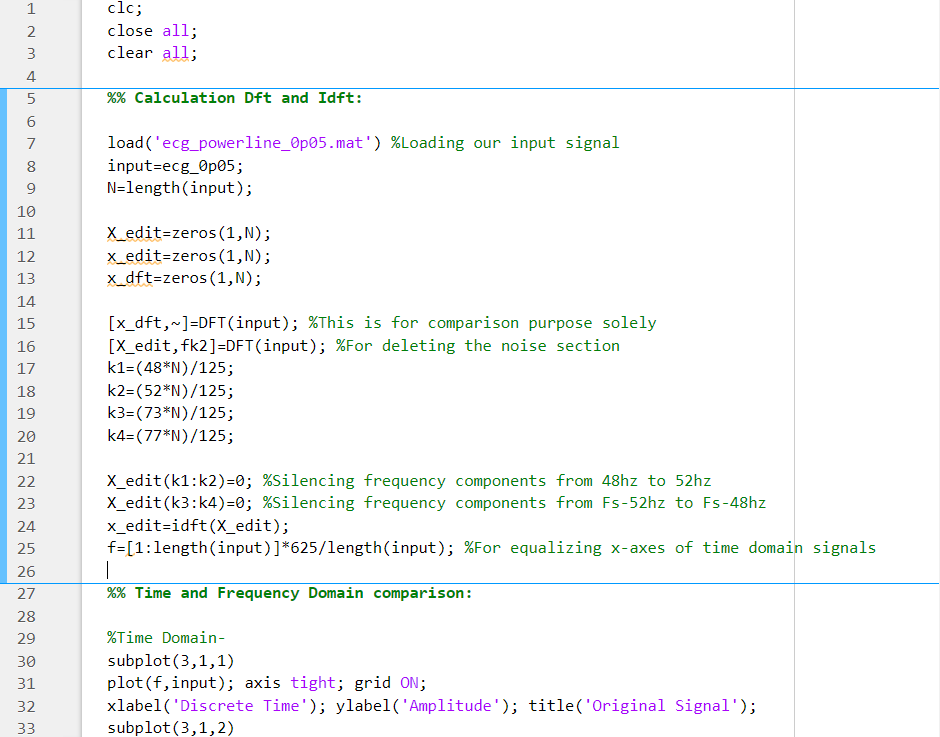 1 clc;
2 close all;
3 clear all;
4
5 %% Calculation Dft and Idft:
6
7 load('ecg_powerline_0p05.mat') %Loading our input signal
8 input=ecg_0p05;
9 N=length(input);
10
11 X_edit=zeros(1,N);
12 x_edit=zeros(1,N);
13 x_dft=zeros(1,N);
14
15 [x_dft,~]=DFT(input); %This is for comparison purpose solely
16 [X_edit,fk2]=DFT(input); %For deleting the noise section
17 k1=(48*N)/125;
18 k2=(52*N)/125;
19 k3=(73*N)/125;
20 k4=(77*N)/125;
21
22 X_edit(k1:k2)=0; %Silencing frequency components from 48hz to 52hz
23 X_edit(k3:k4)=0; %Silencing frequency components from Fs-52hz to Fs-48hz
24 x_edit=idft(X_edit);
25 f=[1:length(input)]*625/length(input); %For equalizing x-axes of time domain signals
26
27 %% Time and Frequency Domain comparison:
28
29 %Time Domain-
30 subplot(3,1,1)
31 plot(f,input); axis tight; grid ON;
32 xlabel('Discrete Time'); ylabel('Amplitude'); title('Original Signal');
33 subplot(3,1,2)